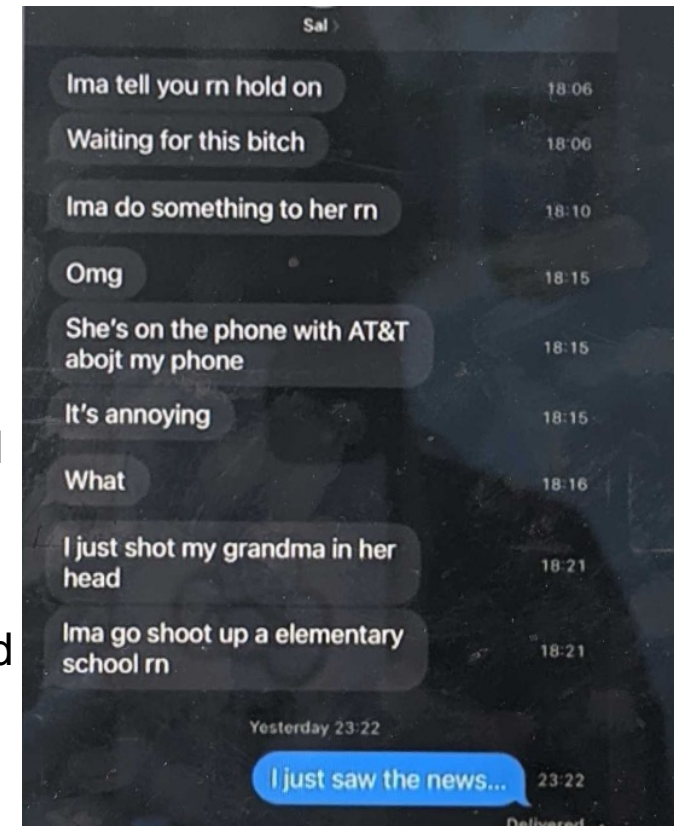 Sal
Ima tell you rn hold on 18:06
Waiting for this bitch 18:06
Ima do something to her rn 18:10
Omg 18:15
She's on the phone with AT&T
abojt my phone 18:15
It's annoying 18:15
What 18:16
I just shot my grandma in her
head 18:21
Ima go shoot up a elementary
school rn 18:21
Yesterday 23:22
I just saw the news... 23:22
Delivered